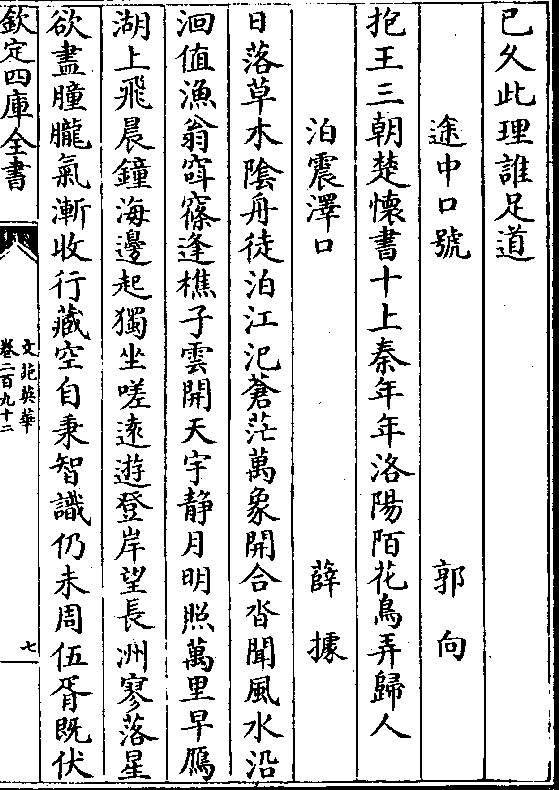 已久此理誰足道
途中口號　郭向
抱玉三朝楚懷書十上秦年年洛陽陌花鳥弄歸人
泊震澤口　薛據
日落草木陰舟徒泊江汜蒼茫萬象開合沓聞風水沿
洄值漁翁窅窱逢樵子雲開天宇静月明照萬里早鴈
湖上飛晨鐘海邊起獨坐嗟逺遊登岸望長洲寥落星
欲盡朣朧氣漸收行藏空自秉智識仍未周伍胥既伏
欽定四庫全書
文苑英華
卷二百九十二
七